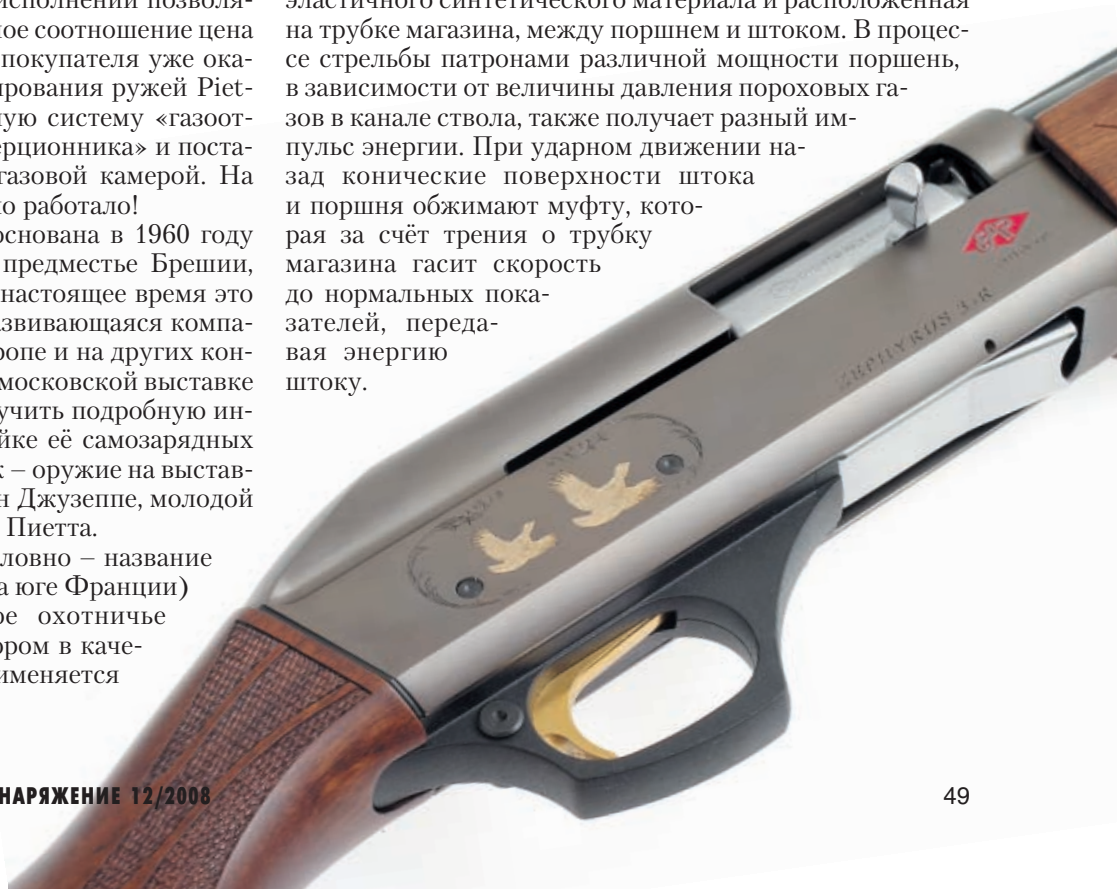 исполнении позволя-
ное соотношение цена
покупателя уже ока-
ирования ружей Piet-
ную систему «газоот-
ерционника» и поста-
газовой камерой. На
о работало!
основана в 1960 году
предместье Брешии,
настоящее время это
азвивающаяся компа-
ропе и на других кон-
московской выставке
учить подробную ин-
йке её самозарядных
к – оружие на выстав-
н Джузеппе, молодой
Пиетта.
ловно – название
а юге Франции)
ое охотничье
ором в каче-
именяется
эластичного синтетического материала и расположенная
на трубке магазина, между поршнем и штоком. В процес-
се стрельбы патронами различной мощности поршень,
в зависимости от величины давления пороховых га-
зов в канале ствола, также получает разный им-
пульс энергии. При ударном движении на-
зад конические поверхности штока
и поршня обжимают муфту, кото-
рая за счёт трения о трубку
магазина гасит скорость
до нормальных пока-
зателей, переда-
вая энергию
штоку.
ZEPHYRUS 3
НАРЯЖЕНИЕ 12/2008
49